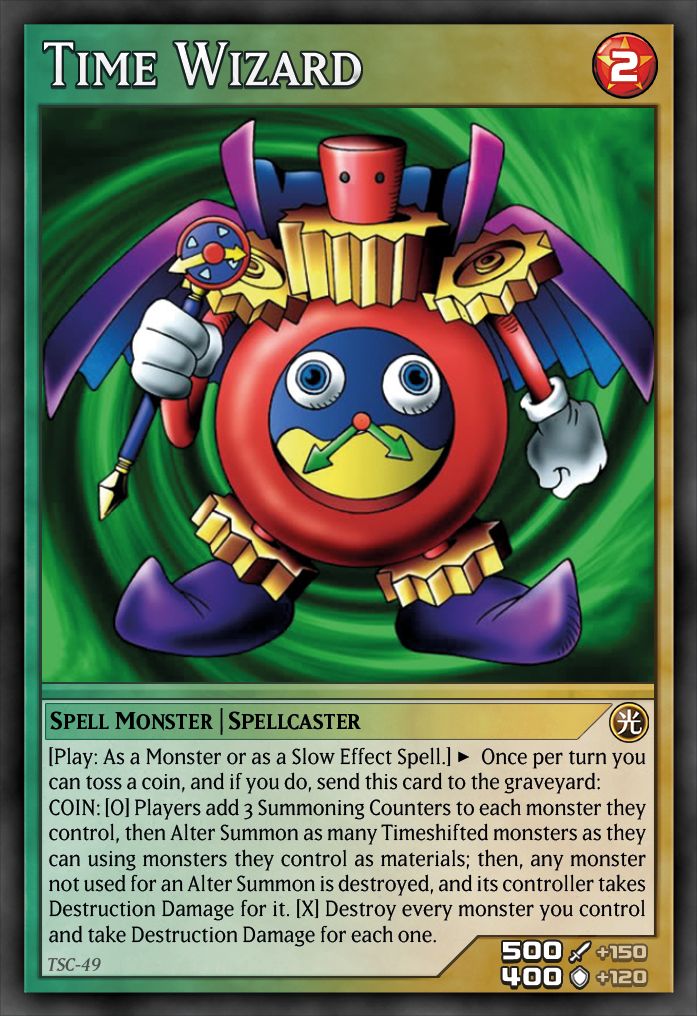 TIME WIZARD
2
SPELL MONSTER | SPELLCASTER
光
[Play: As a Monster or as a Slow Effect Spell.] ► Once per turn you
can toss a coin, and if you do, send this card to the graveyard:
COIN: [O] Players add 3 Summoning Counters to each monster they
control, then Alter Summon as many Timeshifted monsters as they
can using monsters they control as materials; then, any monster
not used for an Alter Summon is destroyed, and its controller takes
Destruction Damage for it. [X] Destroy every monster you control
and take Destruction Damage for each one.
500 +150
400 +120
TSC-49